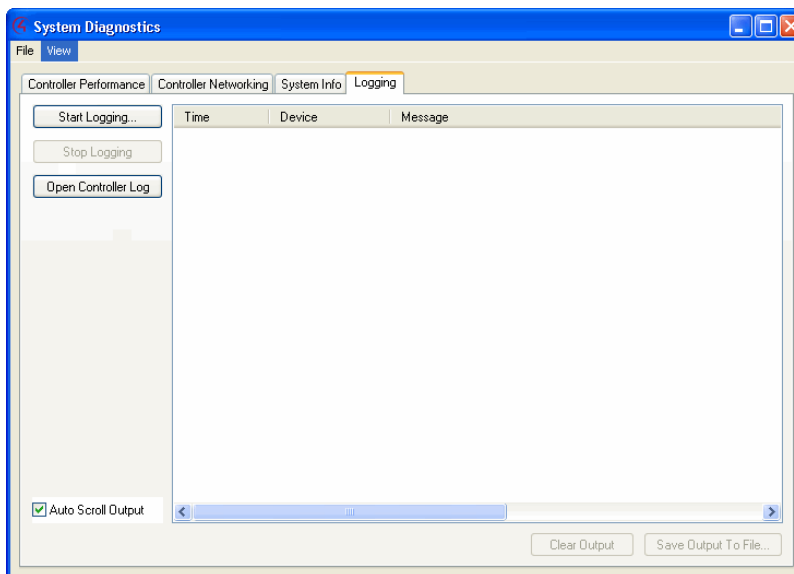 System Diagnostics
File View
Controller Performance Controller Networking System Info Logging
Start Logging... Time Device Message
Stop Logging
Open Controller Log
Auto Scroll Output
Clear Output Save Output To File...